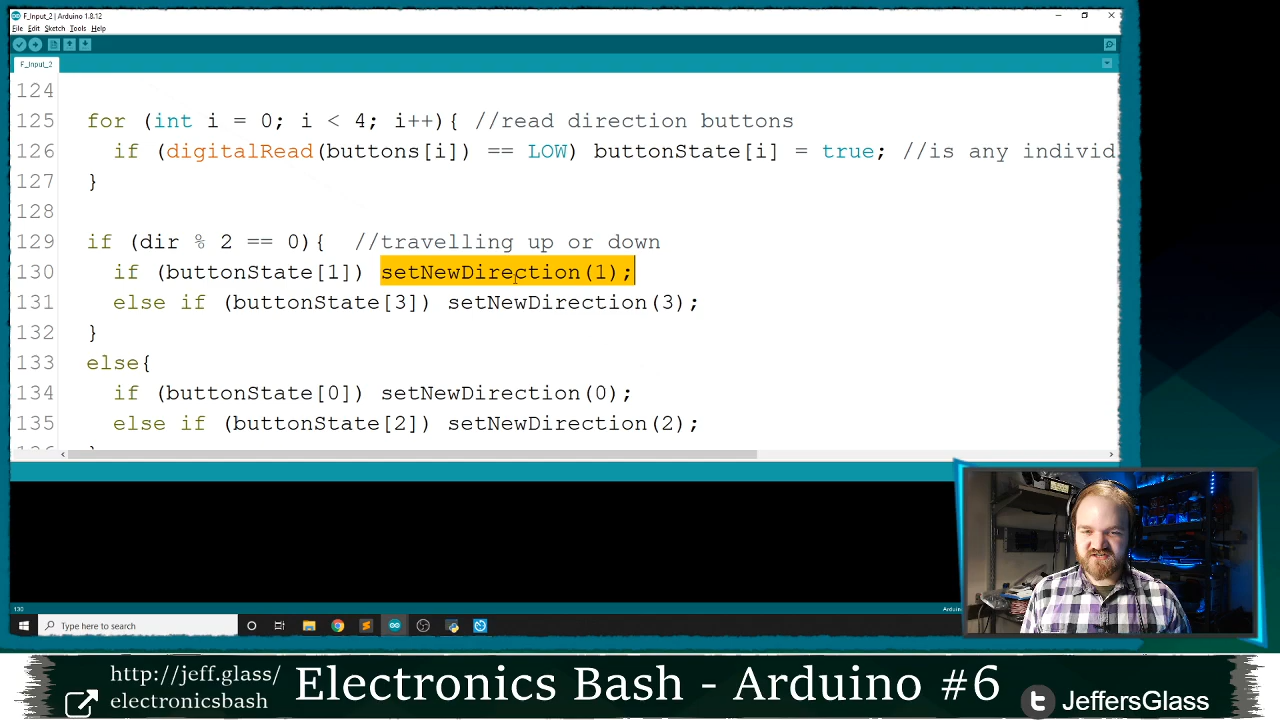 F_Input_2 | Arduino 1.8.12
File Edit Sketch Tools Help
F_Input_2
124
125 for (int i = 0; i < 4; i++){ //read direction buttons
126 if (digitalRead(buttons[i]) == LOW) buttonState[i] = true; //is any individ
127 }
128
129 if (dir % 2 == 0){ //travelling up or down
130 if (buttonState[1]) setNewDirection(1);
131 else if (buttonState[3]) setNewDirection(3);
132 }
133 else{
134 if (buttonState[0]) setNewDirection(0);
135 else if (buttonState[2]) setNewDirection(2);
136 }
130 Arduino
Type here to search
http://jeff.glass/
electronicsbash
Electronics Bash - Arduino #6
JeffersGlass